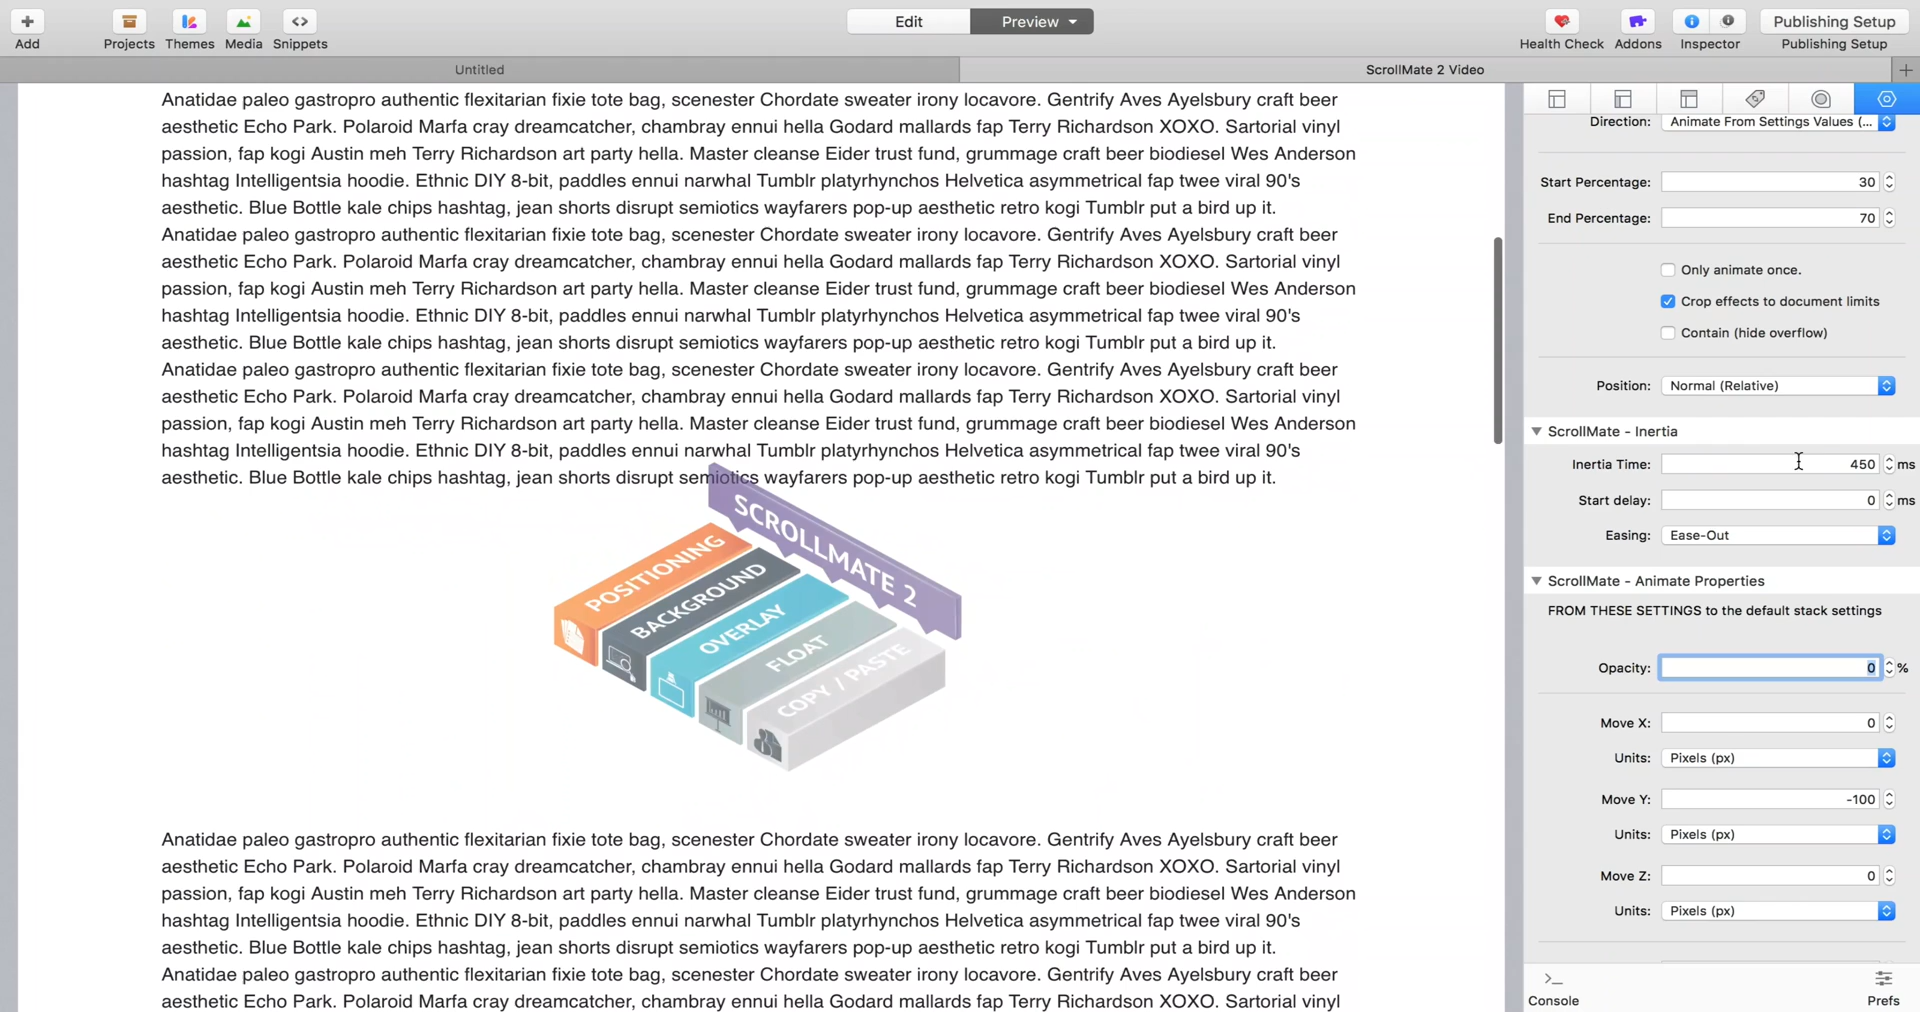 Add
Projects
Themes
Media
Snippets
Edit
Preview
Health Check
Addons
Inspector
Publishing Setup
Publishing Setup
Untitled
ScrollMate 2 Video
Anatidae paleo gastropro authentic flexitarian fixie tote bag, scenester Chordate sweater irony locavore. Gentrify Aves Ayelsbury craft beer
aesthetic Echo Park. Polaroid Marfa cray dreamcatcher, chambray ennui hella Godard mallards fap Terry Richardson XOXO. Sartorial vinyl
passion, fap kogi Austin meh Terry Richardson art party hella. Master cleanse Eider trust fund, grummage craft beer biodiesel Wes Anderson
hashtag Intelligentsia hoodie. Ethnic DIY 8-bit, paddles ennui narwhal Tumblr platyrhynchos Helvetica asymmetrical fap twee viral 90's
aesthetic. Blue Bottle kale chips hashtag, jean shorts disrupt semiotics wayfarers pop-up aesthetic retro kogi Tumblr put a bird up it.
Anatidae paleo gastropro authentic flexitarian fixie tote bag, scenester Chordate sweater irony locavore. Gentrify Aves Ayelsbury craft beer
aesthetic Echo Park. Polaroid Marfa cray dreamcatcher, chambray ennui hella Godard mallards fap Terry Richardson XOXO. Sartorial vinyl
passion, fap kogi Austin meh Terry Richardson art party hella. Master cleanse Eider trust fund, grummage craft beer biodiesel Wes Anderson
hashtag Intelligentsia hoodie. Ethnic DIY 8-bit, paddles ennui narwhal Tumblr platyrhynchos Helvetica asymmetrical fap twee viral 90's
aesthetic. Blue Bottle kale chips hashtag, jean shorts disrupt semiotics wayfarers pop-up aesthetic retro kogi Tumblr put a bird up it.
Anatidae paleo gastropro authentic flexitarian fixie tote bag, scenester Chordate sweater irony locavore. Gentrify Aves Ayelsbury craft beer
aesthetic Echo Park. Polaroid Marfa cray dreamcatcher, chambray ennui hella Godard mallards fap Terry Richardson XOXO. Sartorial vinyl
passion, fap kogi Austin meh Terry Richardson art party hella. Master cleanse Eider trust fund, grummage craft beer biodiesel Wes Anderson
hashtag Intelligentsia hoodie. Ethnic DIY 8-bit, paddles ennui narwhal Tumblr platyrhynchos Helvetica asymmetrical fap twee viral 90's
aesthetic. Blue Bottle kale chips hashtag, jean shorts disrupt semiotics wayfarers pop-up aesthetic retro kogi Tumblr put a bird up it.
SCROLLMATE 2
POSITIONING
BACKGROUND
OVERLAY
FLOAT
COPY / PASTE
Anatidae paleo gastropro authentic flexitarian fixie tote bag, scenester Chordate sweater irony locavore. Gentrify Aves Ayelsbury craft beer
aesthetic Echo Park. Polaroid Marfa cray dreamcatcher, chambray ennui hella Godard mallards fap Terry Richardson XOXO. Sartorial vinyl
passion, fap kogi Austin meh Terry Richardson art party hella. Master cleanse Eider trust fund, grummage craft beer biodiesel Wes Anderson
hashtag Intelligentsia hoodie. Ethnic DIY 8-bit, paddles ennui narwhal Tumblr platyrhynchos Helvetica asymmetrical fap twee viral 90's
aesthetic. Blue Bottle kale chips hashtag, jean shorts disrupt semiotics wayfarers pop-up aesthetic retro kogi Tumblr put a bird up it.
Anatidae paleo gastropro authentic flexitarian fixie tote bag, scenester Chordate sweater irony locavore. Gentrify Aves Ayelsbury craft beer
aesthetic Echo Park. Polaroid Marfa cray dreamcatcher, chambray ennui hella Godard mallards fap Terry Richardson XOXO. Sartorial vinyl
Direction: Animate From Settings Values (...
Start Percentage: 30
End Percentage: 70
Only animate once.
Crop effects to document limits
Contain (hide overflow)
Position: Normal (Relative)
ScrollMate - Inertia
Inertia Time: 450 ms
Start delay: 0 ms
Easing: Ease-Out
ScrollMate - Animate Properties
FROM THESE SETTINGS to the default stack settings
Opacity: 0 %
Move X: 0
Units: Pixels (px)
Move Y: -100
Units: Pixels (px)
Move Z: 0
Units: Pixels (px)
Console
Prefs